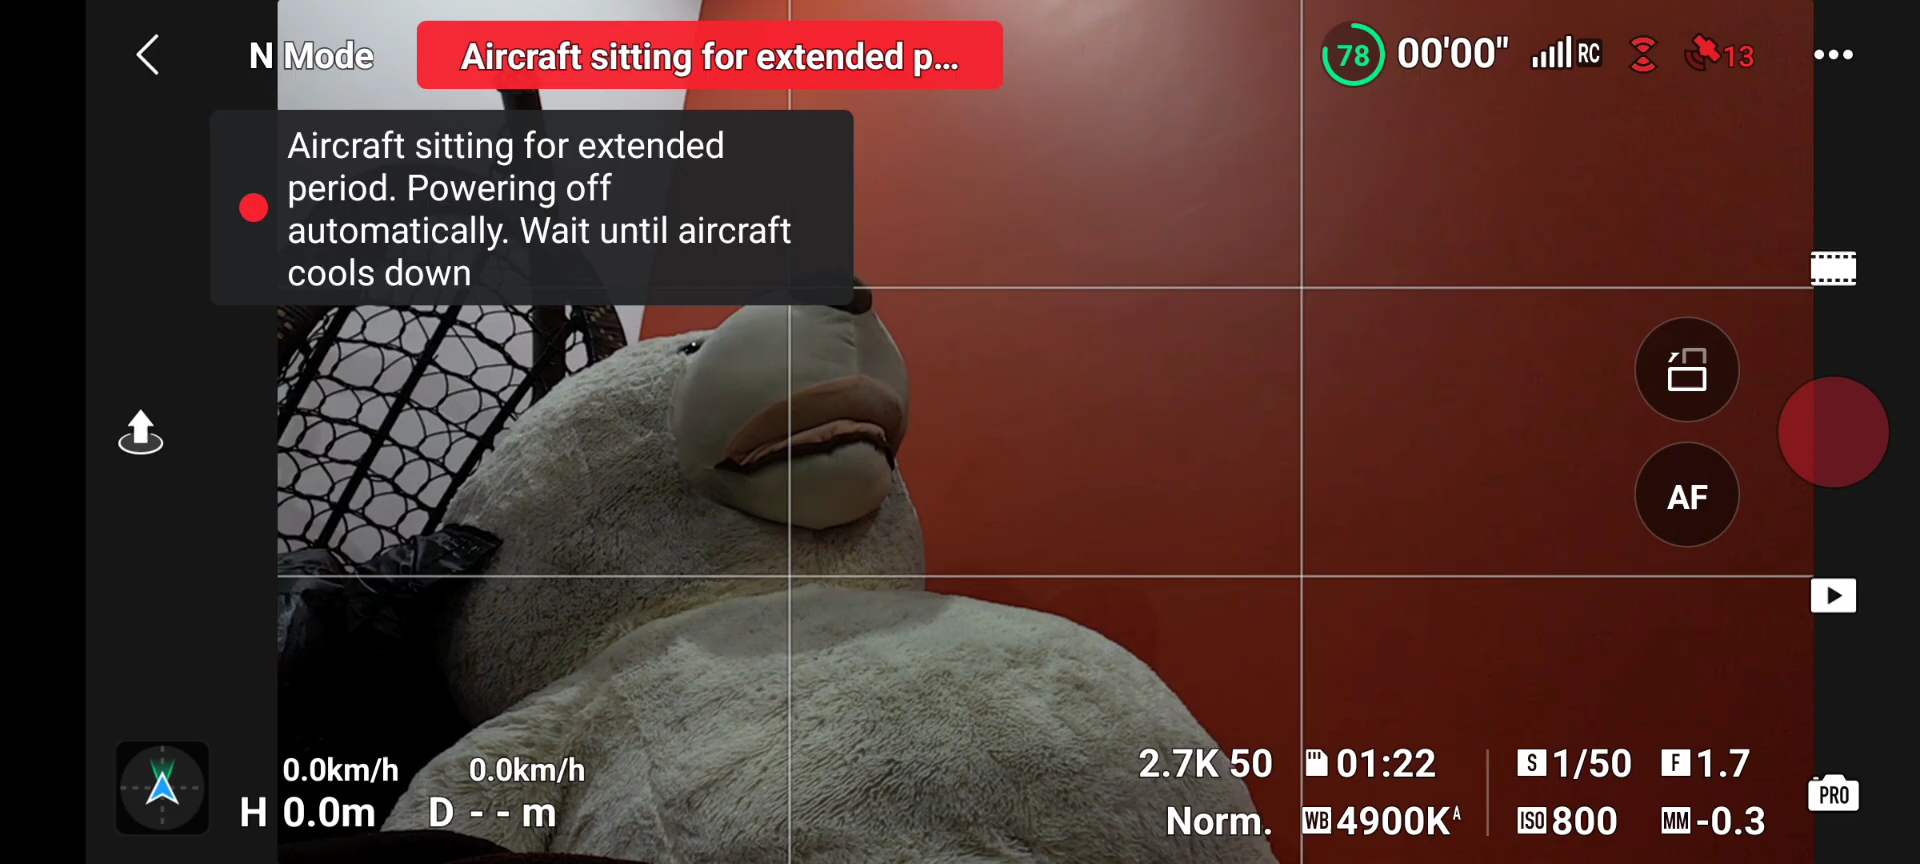 N Mode
Aircraft sitting for extended p...
78
00'00"
RC
13
Aircraft sitting for extended
period. Powering off
automatically. Wait until aircraft
cools down
AF
0.0km/h 0.0km/h
H 0.0m D - - m
2.7K 50 01:22 S 1/50 F 1.7
Norm. WB 4900K A ISO 800 MM -0.3
PRO